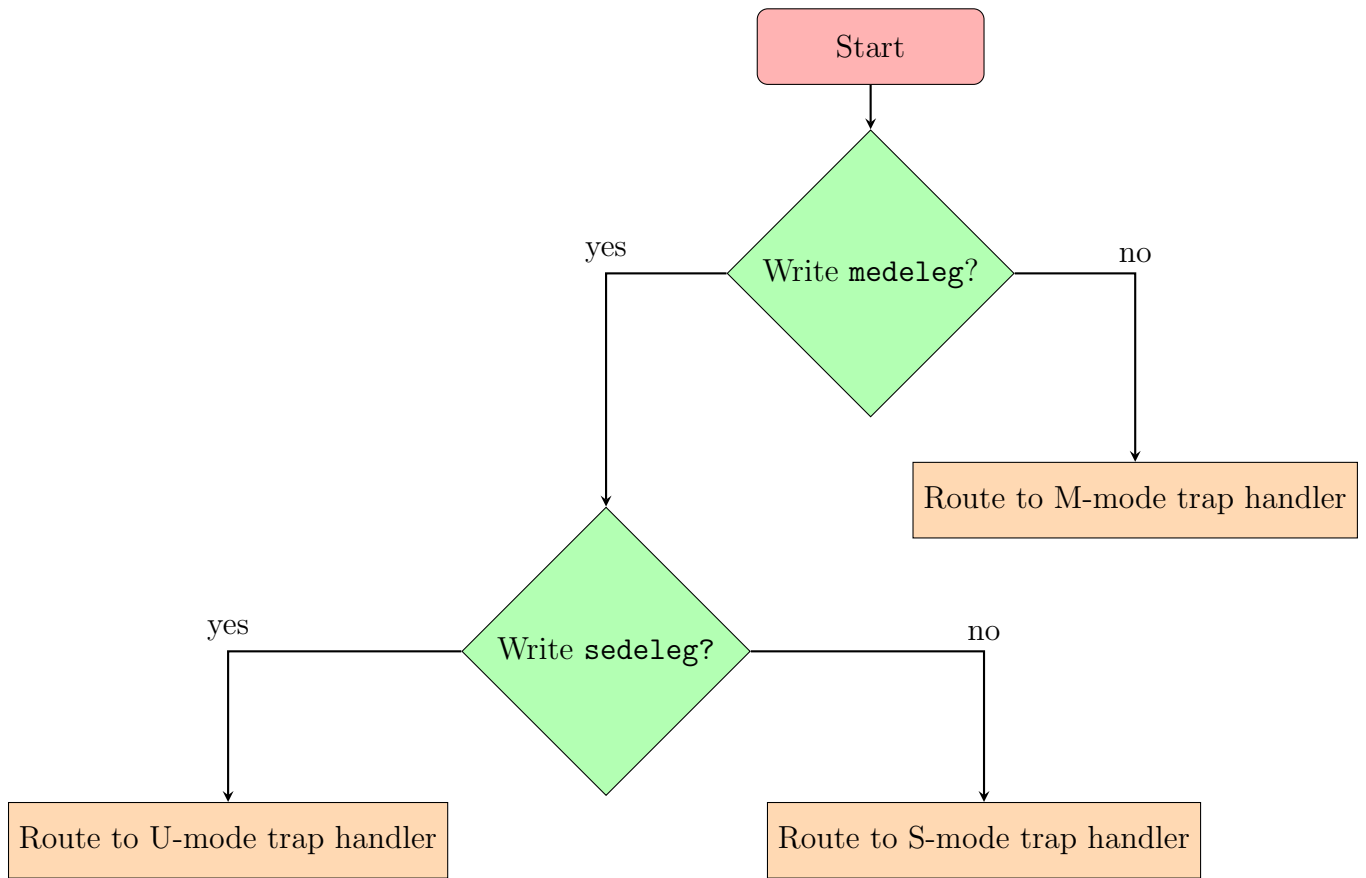 Start
yes
Write medeleg?
no
Route to M-mode trap handler
yes
Write sedeleg?
no
Route to U-mode trap handler
Route to S-mode trap handler